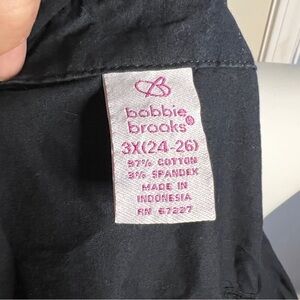 bobbie
brooks®
3X(24-26)
97% COTTON
3% SPANDEX
MADE IN
INDONESIA
RN 67227